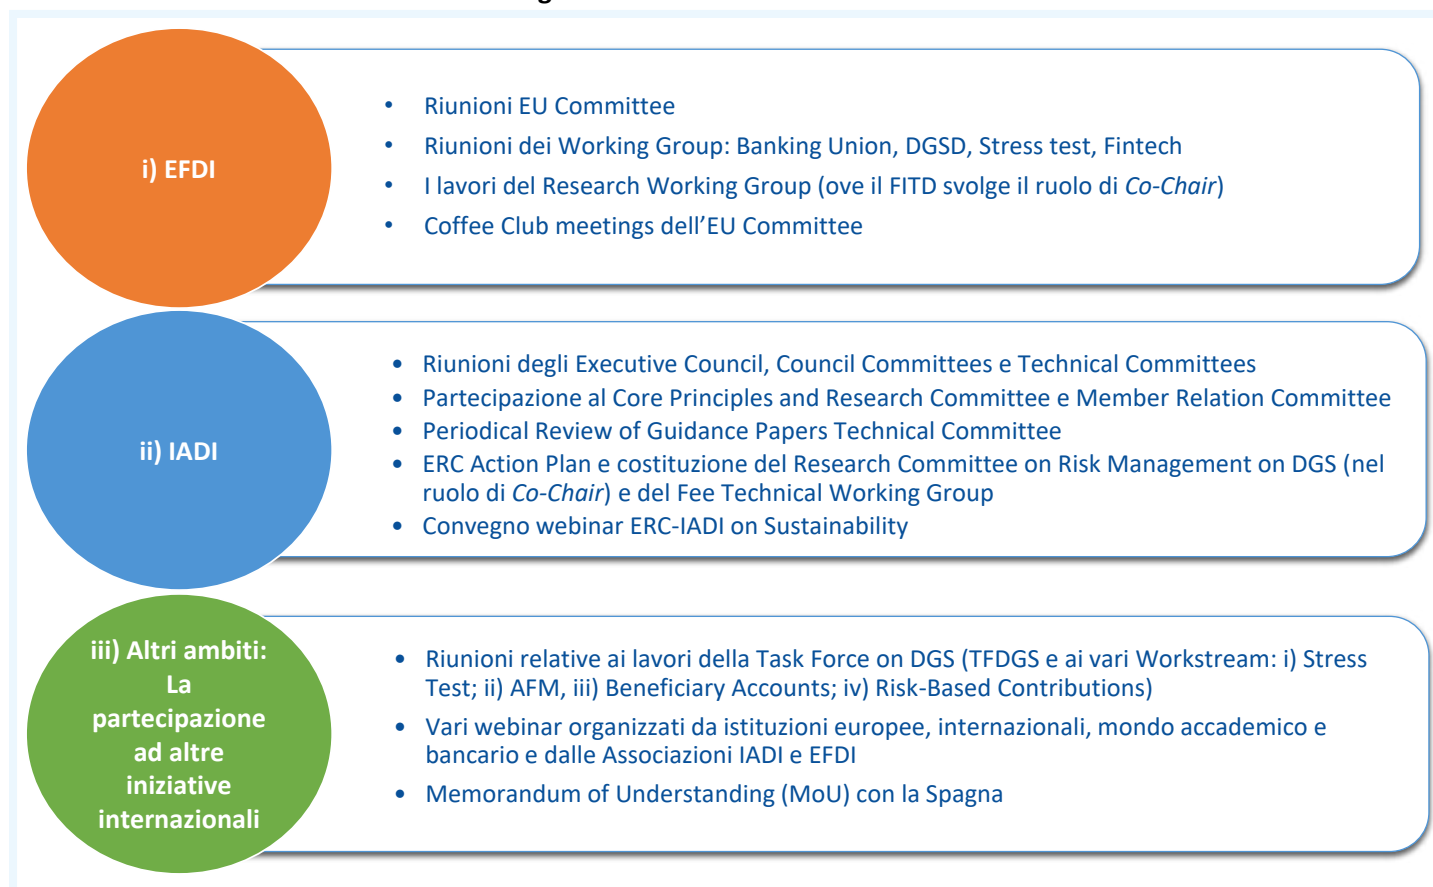 i) EFDI
• Riunioni EU Committee
• Riunioni dei Working Group: Banking Union, DGSD, Stress test, Fintech
• I lavori del Research Working Group (ove il FITD svolge il ruolo di Co-Chair)
• Coffee Club meetings dell’EU Committee
ii) IADI
• Riunioni degli Executive Council, Council Committees e Technical Committees
• Partecipazione al Core Principles and Research Committee e Member Relation Committee
• Periodical Review of Guidance Papers Technical Committee
• ERC Action Plan e costituzione del Research Committee on Risk Management on DGS (nel
ruolo di Co-Chair) e del Fee Technical Working Group
• Convegno webinar ERC-IADI on Sustainability
iii) Altri ambiti:
La
partecipazione
ad altre
iniziative
internazionali
• Riunioni relative ai lavori della Task Force on DGS (TFDGS e ai vari Workstream: i) Stress
Test; ii) AFM, iii) Beneficiary Accounts; iv) Risk-Based Contributions)
• Vari webinar organizzati da istituzioni europee, internazionali, mondo accademico e
bancario e dalle Associazioni IADI e EFDI
• Memorandum of Understanding (MoU) con la Spagna